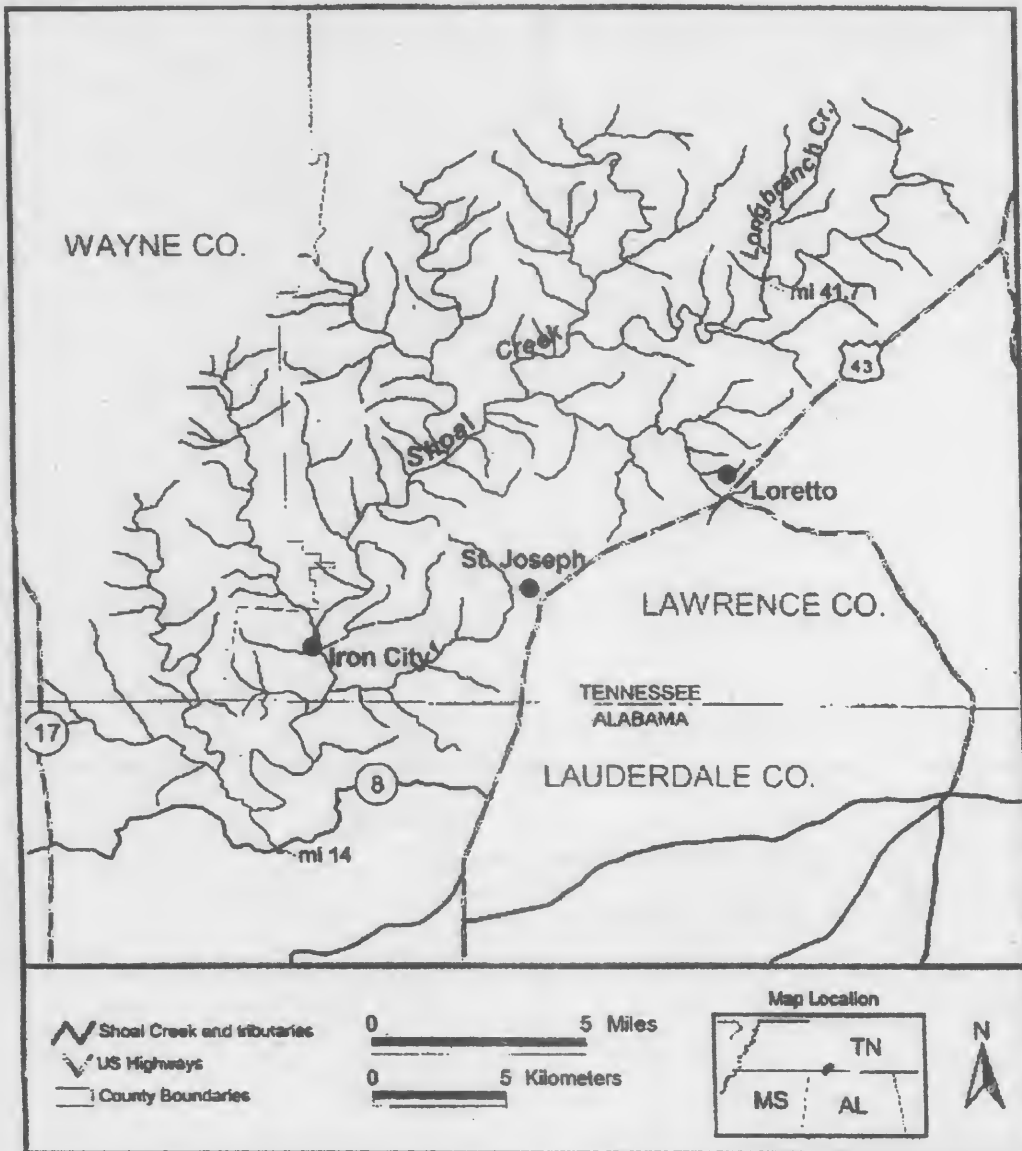 WAYNE CO.
Longbranch Cr.
mi 41.7
43
Creek
Shoal
Loretto
St. Joseph
LAWRENCE CO.
Iron City
TENNESSEE
ALABAMA
17
8
LAUDERDALE CO.
mi 14
Shoal Creek and tributaries
US Highways
County Boundaries
0 5 Miles
0 5 Kilometers
Map Location
TN
MS AL
N